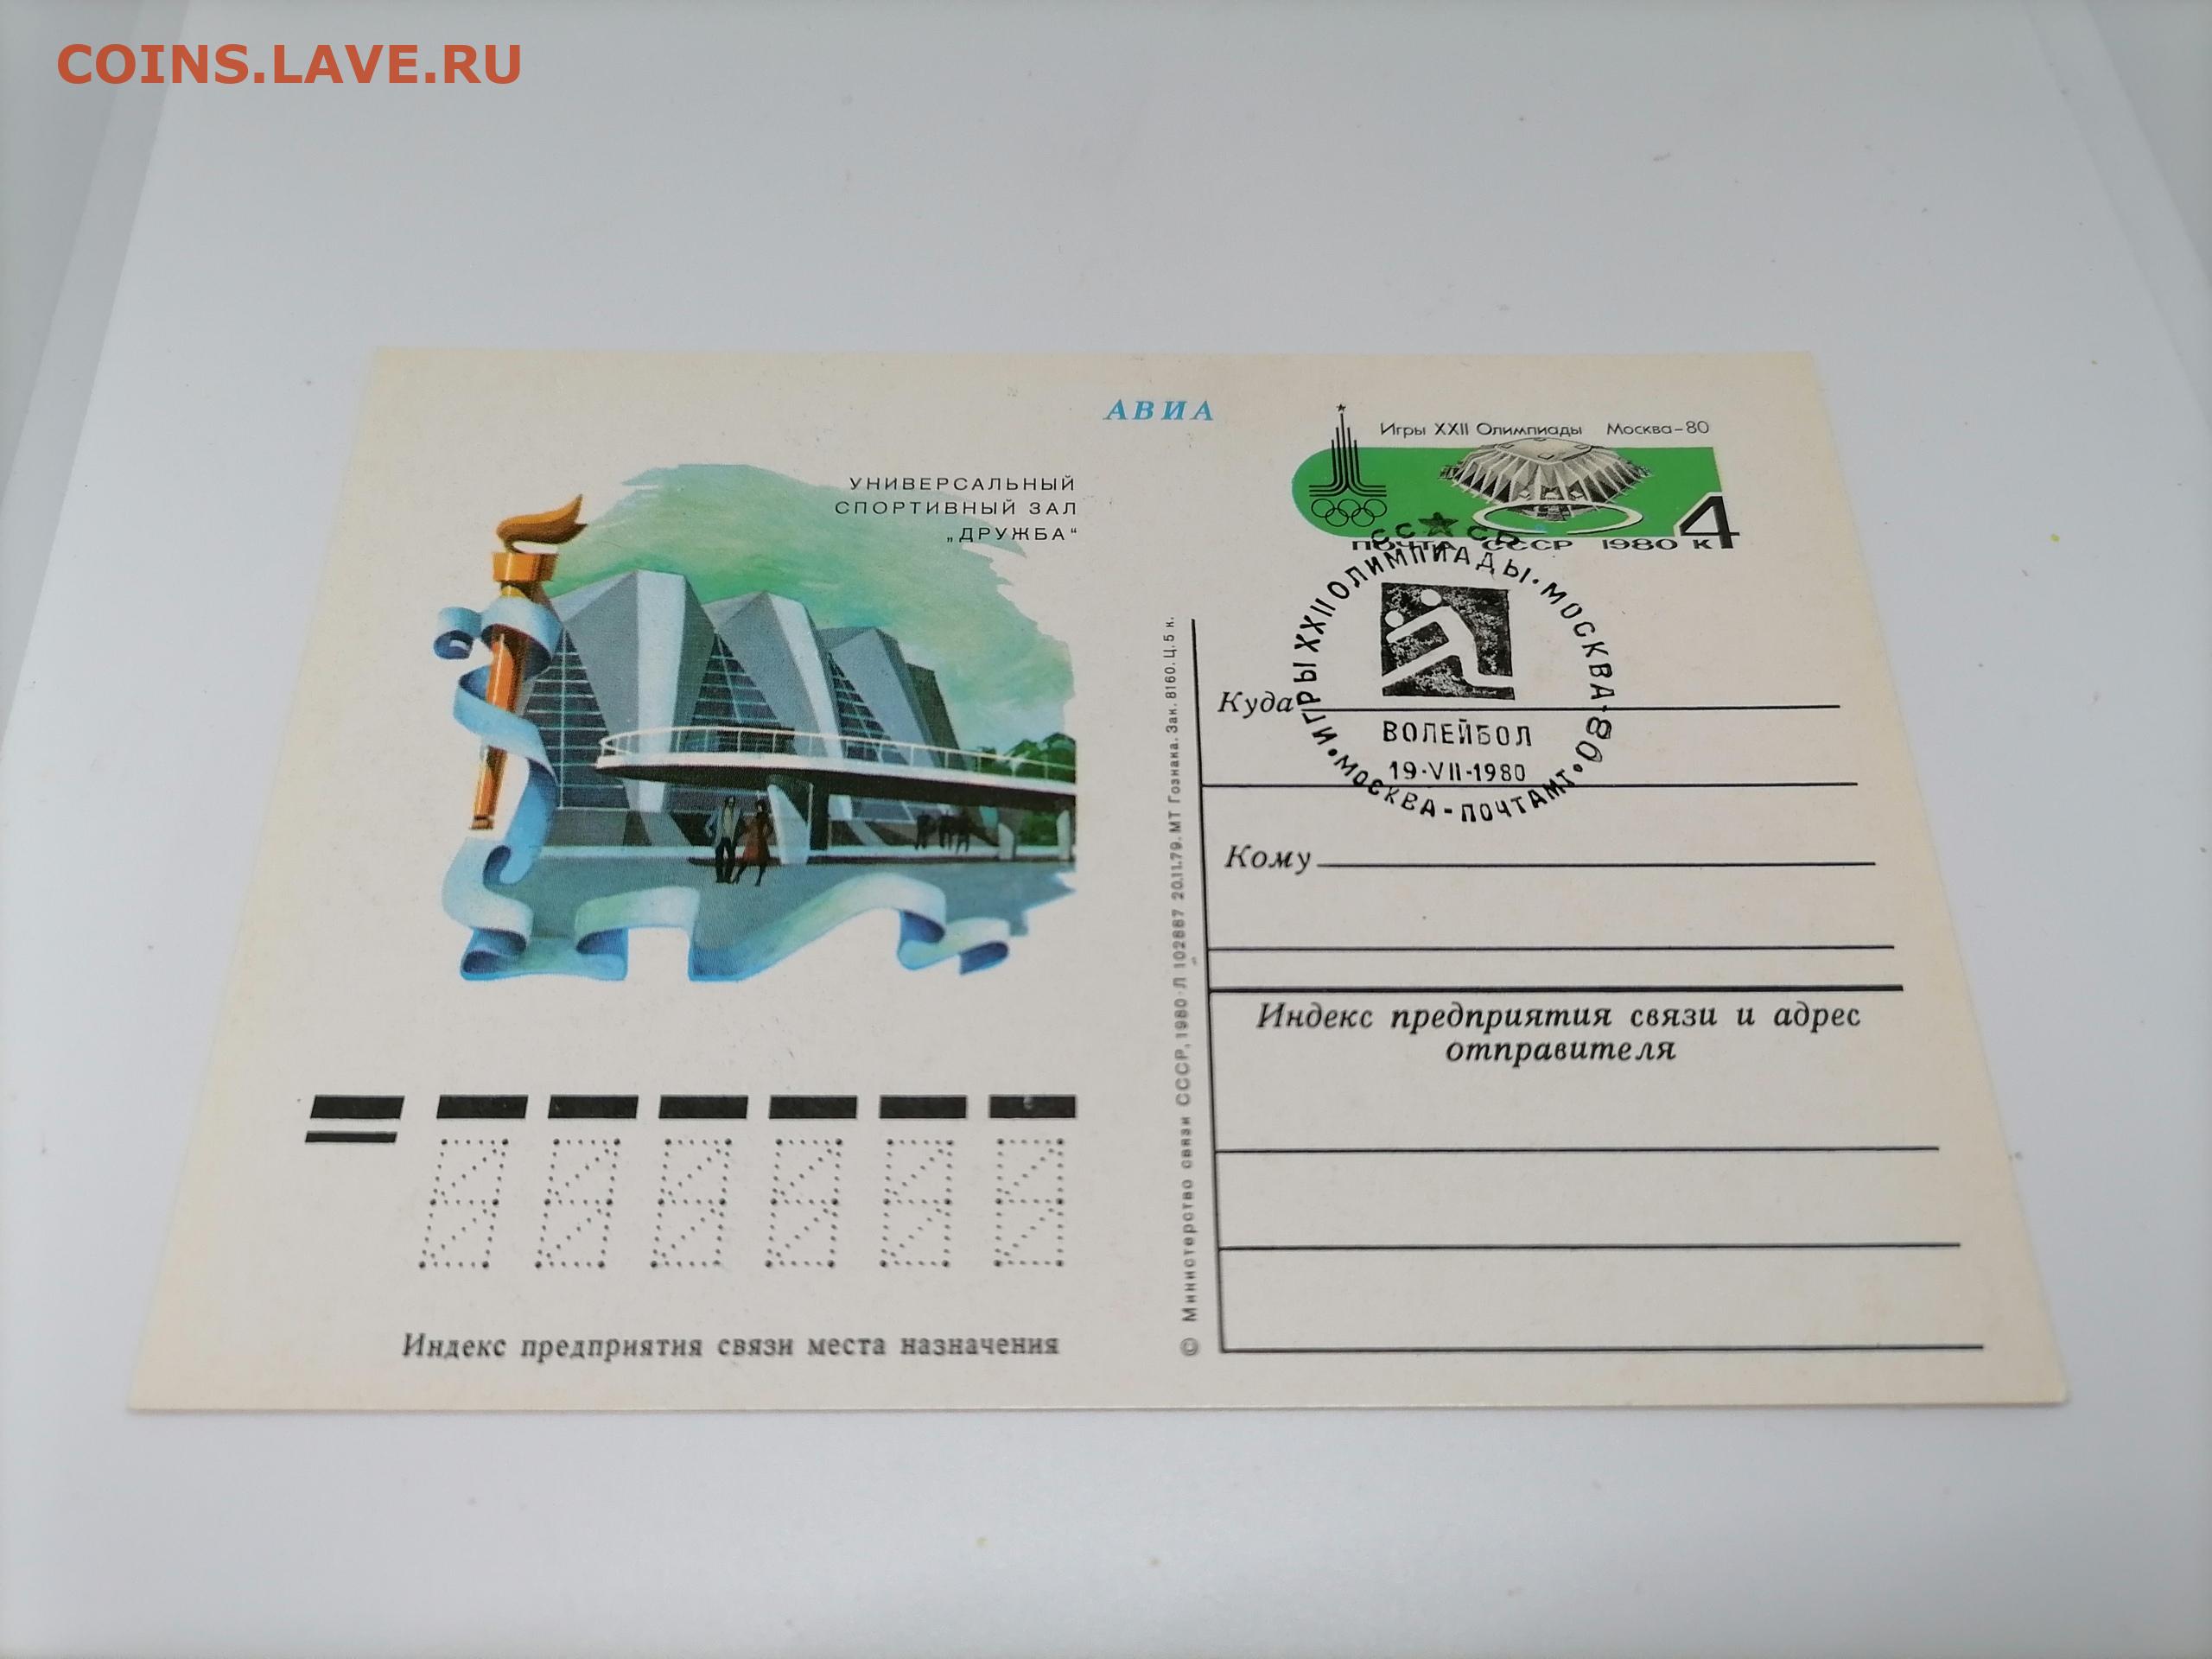 COINS.LAVE.RU
АВИА
УНИВЕРСАЛЬНЫЙ
СПОРТИВНЫЙ ЗАЛ
„ДРУЖБА“
Игры XXII Олимпиады Москва-80
4
ПОЧТА СССР 1980 К
СССР
ИГРЫ XXII ОЛИМПИАДЫ·МОСКВА-80
ВОЛЕЙБОЛ
19-VII-1980
МОСКВА-ПОЧТАМТ
Куда
Кому
Индекс предприятия связи и адрес
отправителя
© Министерство связи СССР, 1980· Л 102887 20.11.79. МТ Гознака. Зак. 8160. Ц. 5 к.
Индекс предприятия связи места назначения